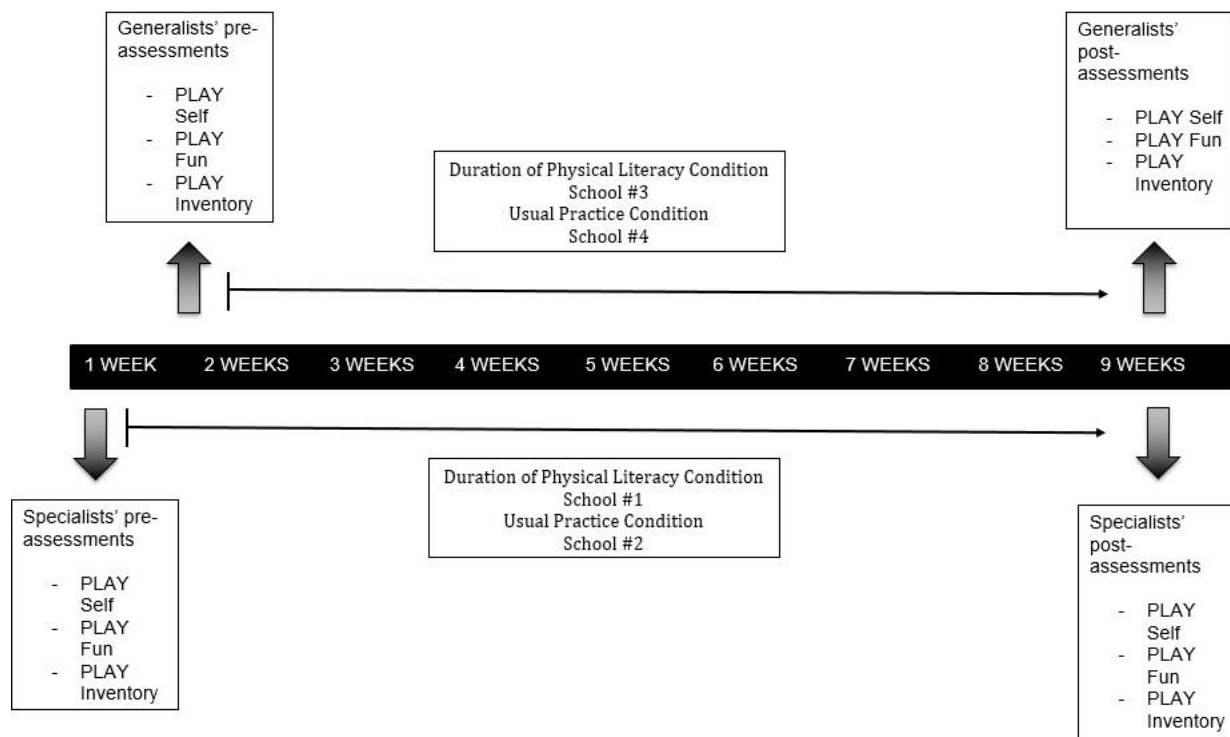 Generalists’ pre-
assessments
- PLAY
Self
- PLAY
Fun
- PLAY
Inventory
Duration of Physical Literacy Condition
School #3
Usual Practice Condition
School #4
Generalists’
post-
assessments
- PLAY Self
- PLAY Fun
- PLAY
Inventory
1 WEEK 2 WEEKS 3 WEEKS 4 WEEKS 5 WEEKS 6 WEEKS 7 WEEKS 8 WEEKS 9 WEEKS
Specialists’ pre-
assessments
- PLAY
Self
- PLAY
Fun
- PLAY
Inventory
Duration of Physical Literacy Condition
School #1
Usual Practice Condition
School #2
Specialists’
post-
assessments
- PLAY
Self
- PLAY
Fun
- PLAY
Inventory